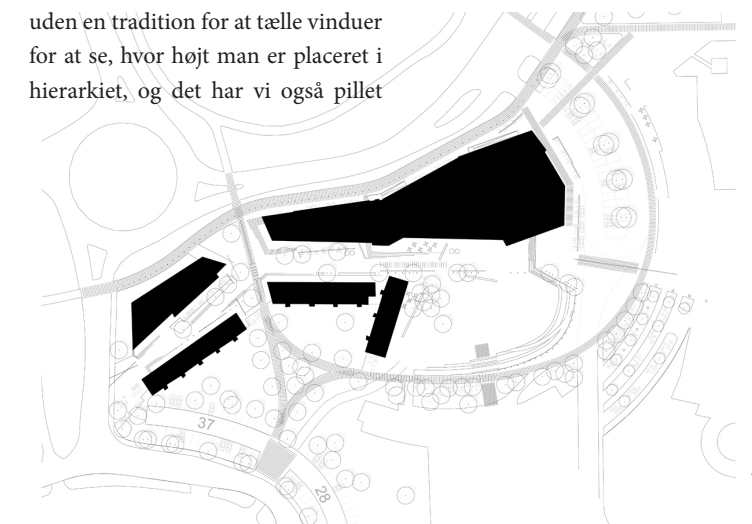 uden en tradition for at tælle vinduer
for at se, hvor højt man er placeret i
hierarkiet, og det har vi også pillet
37
28